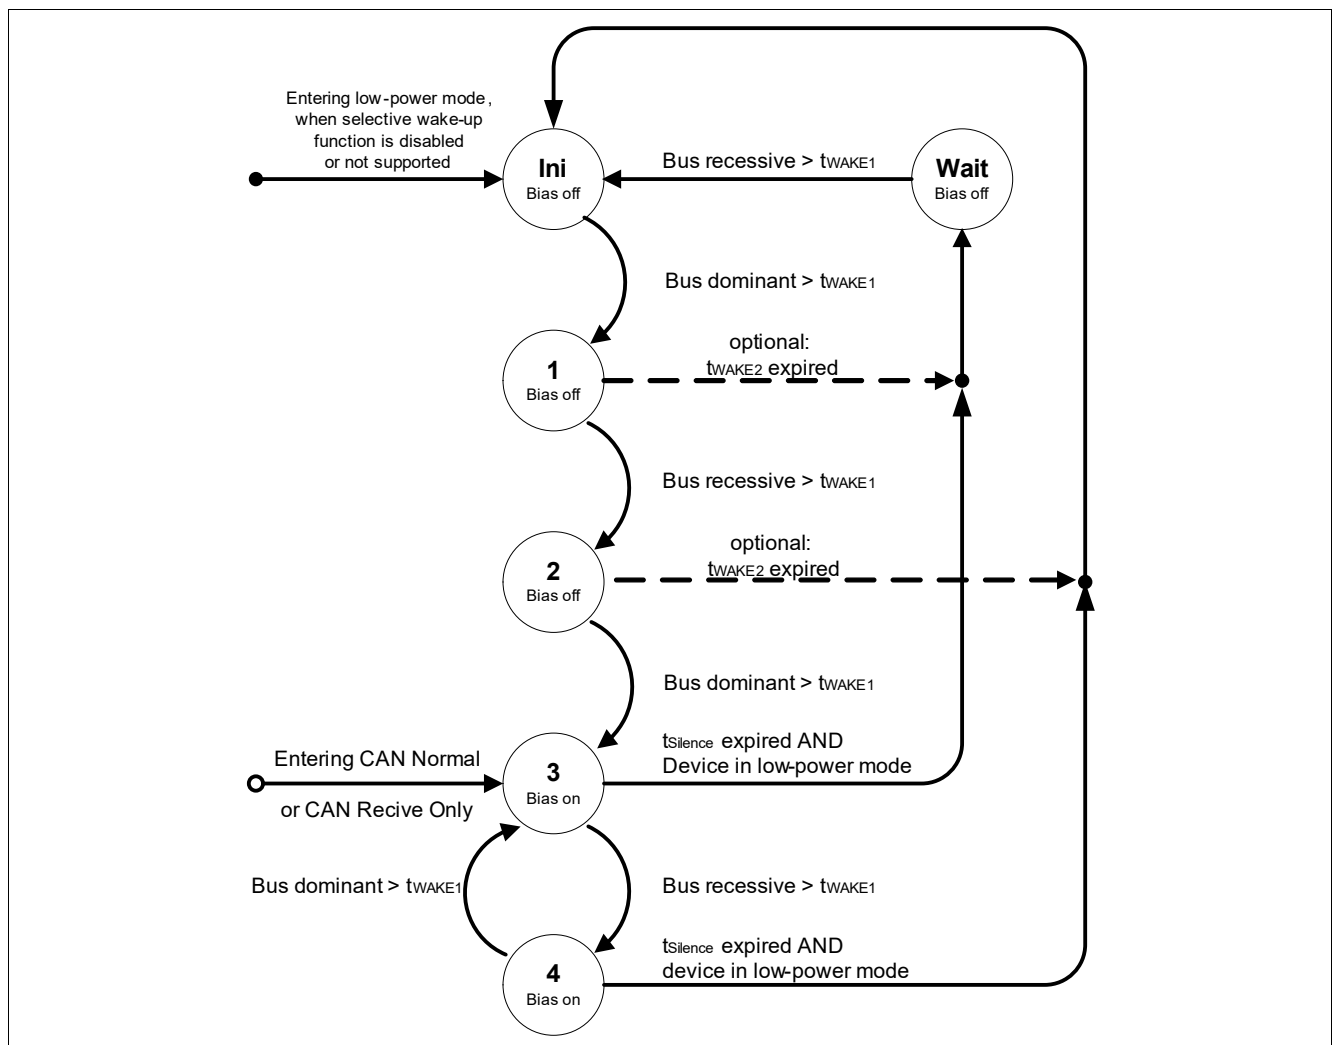 Entering low-power mode,
when selective wake-up
function is disabled
or not supported
Ini
Bias off
Bus recessive > tWAKE1
Wait
Bias off
Bus dominant > tWAKE1
1
Bias off
optional:
tWAKE2 expired
Bus recessive > tWAKE1
2
Bias off
optional:
tWAKE2 expired
Bus dominant > tWAKE1
Entering CAN Normal
or CAN Recive Only
3
Bias on
tSilence expired AND
Device in low-power mode
Bus dominant > tWAKE1
Bus recessive > tWAKE1
4
Bias on
tSilence expired AND
device in low-power mode